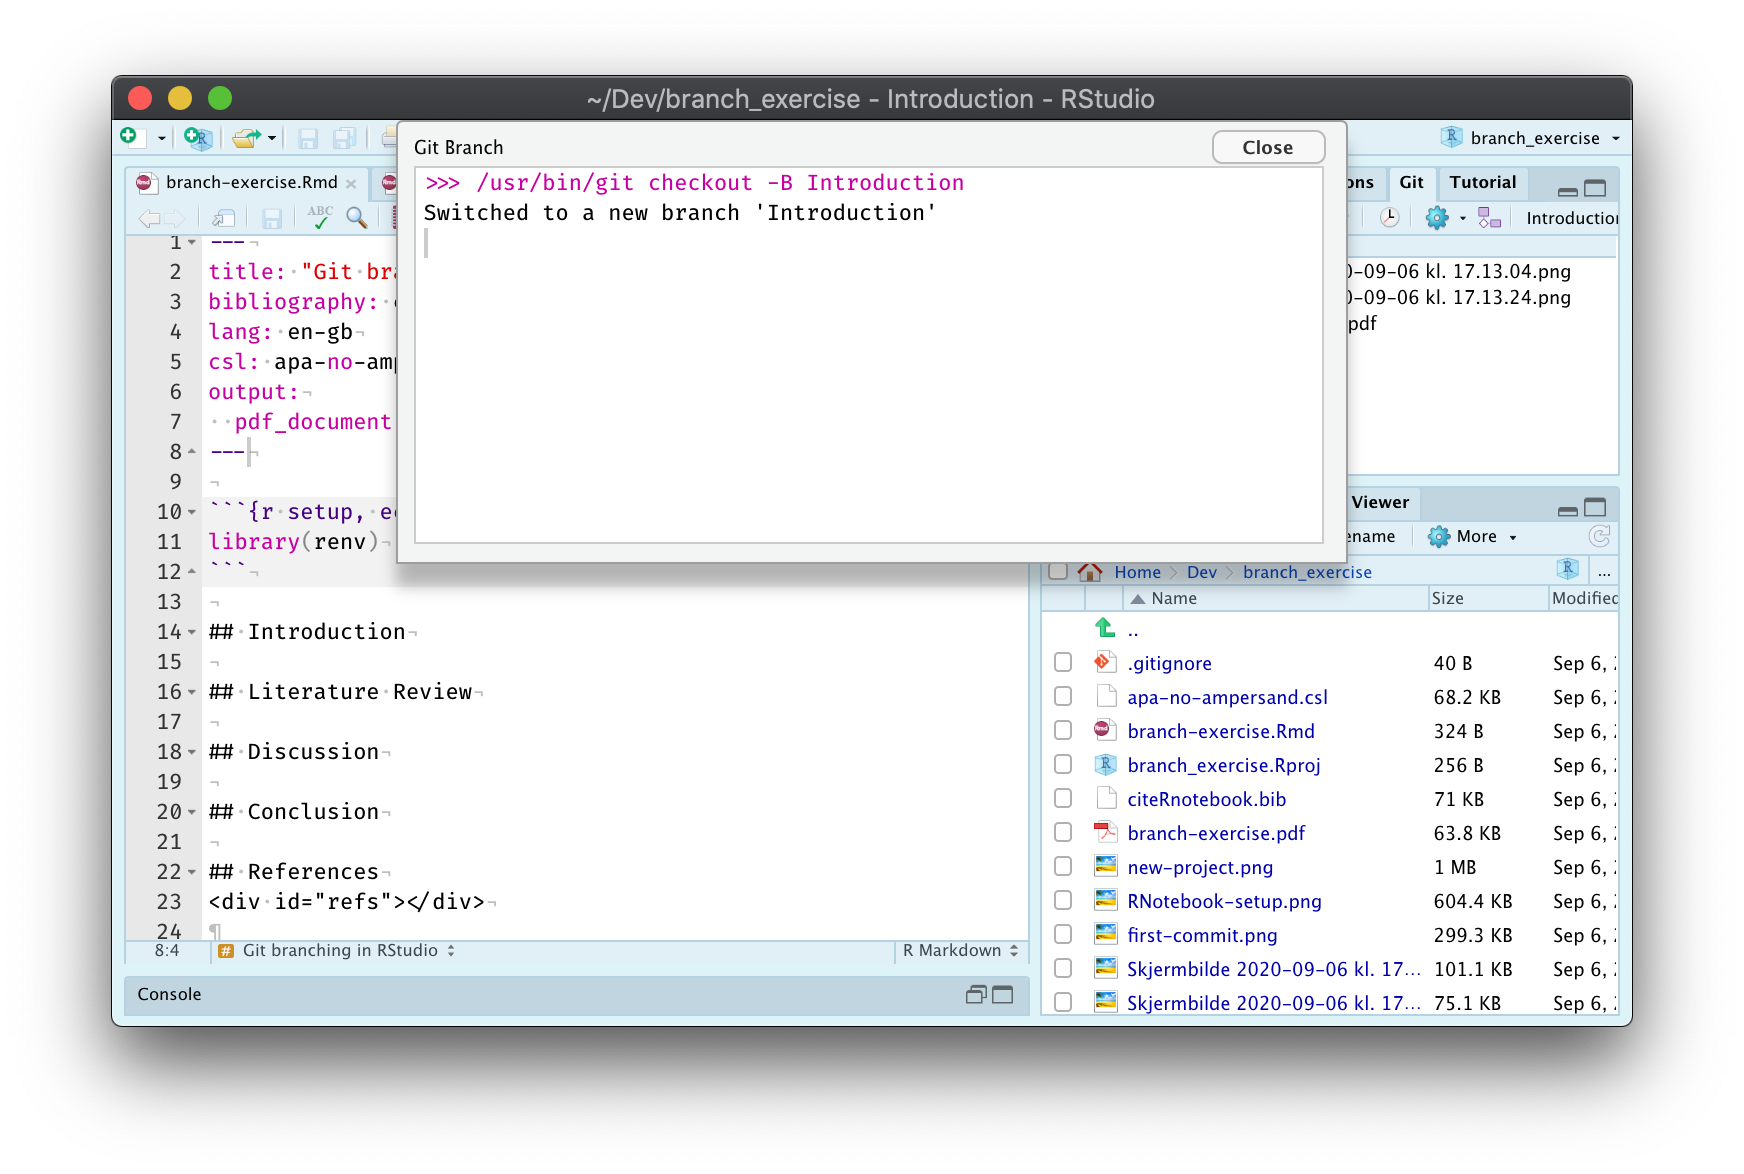 ~/Dev/branch_exercise - Introduction - RStudio
branch_exercise
Git Branch
Close
>>> /usr/bin/git checkout -B Introduction
Switched to a new branch 'Introduction'
branch-exercise.Rmd
ABC
1 ---
2 title: "Git
3 bibliography:
4 lang: en-gb
5 csl: apa-no-
6 output:
7 pdf_document
8 ---
9
10 ```{r setup,
11 library(renv)
12 ```
13
14 ## Introduction
15
16 ## Literature Review
17
18 ## Discussion
19
20 ## Conclusion
21
22 ## References
23 <div id="refs"></div>
24
8:4 # Git branching in RStudio R Markdown
Console
Git Tutorial
Introduction
-09-06 kl. 17.13.04.png
-09-06 kl. 17.13.24.png
pdf
Viewer
More
Home Dev branch_exercise R ...
Name Size Modified
..
.gitignore 40 B Sep 6,
apa-no-ampersand.csl 68.2 KB Sep 6,
branch-exercise.Rmd 324 B Sep 6,
branch_exercise.Rproj 256 B Sep 6,
citeRnotebook.bib 71 KB Sep 6,
branch-exercise.pdf 63.8 KB Sep 6,
new-project.png 1 MB Sep 6,
RNotebook-setup.png 604.4 KB Sep 6,
first-commit.png 299.3 KB Sep 6,
Skjermbilde 2020-09-06 kl. 17... 101.1 KB Sep 6,
Skjermbilde 2020-09-06 kl. 17... 75.1 KB Sep 6,